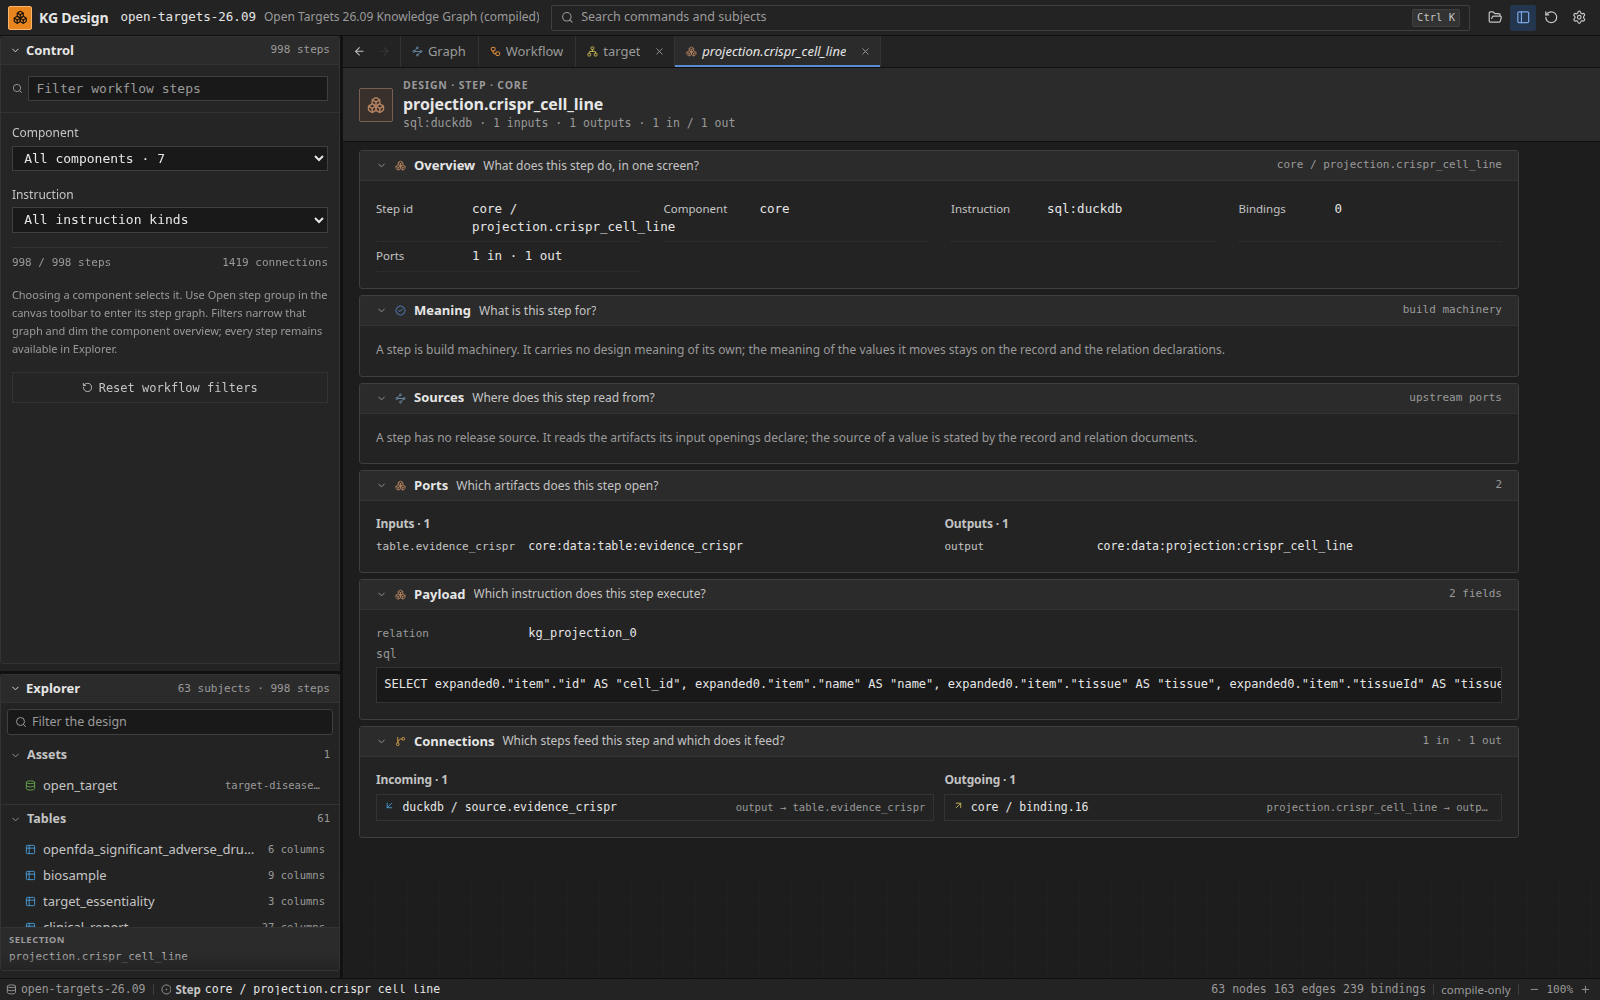 KG Design open-targets-26.09 Open Targets 26.09 Knowledge Graph (compiled) Search commands and subjects Ctrl K
Control 998 steps
Filter workflow steps
Component
All components · 7
Instruction
All instruction kinds
998 / 998 steps 1419 connections
Choosing a component selects it. Use Open step group in the
canvas toolbar to enter its step graph. Filters narrow that
graph and dim the component overview; every step remains
available in Explorer.
Reset workflow filters
Explorer 63 subjects · 998 steps
Filter the design
Assets 1
open_target target-disease…
Tables 61
openfda_significant_adverse_dru… 6 columns
biosample 9 columns
target_essentiality 3 columns
clinical_report 27 columns
SELECTION
projection.crispr_cell_line
Graph Workflow target projection.crispr_cell_line
DESIGN · STEP · CORE
projection.crispr_cell_line
sql:duckdb · 1 inputs · 1 outputs · 1 in / 1 out
Overview What does this step do, in one screen? core / projection.crispr_cell_line
Step id core / projection.crispr_cell_line Component core Instruction sql:duckdb Bindings 0
Ports 1 in · 1 out
Meaning What is this step for? build machinery
A step is build machinery. It carries no design meaning of its own; the meaning of the values it moves stays on the record and the relation declarations.
Sources Where does this step read from? upstream ports
A step has no release source. It reads the artifacts its input openings declare; the source of a value is stated by the record and relation documents.
Ports Which artifacts does this step open? 2
Inputs · 1 Outputs · 1
table.evidence_crispr core:data:table:evidence_crispr output core:data:projection:crispr_cell_line
Payload Which instruction does this step execute? 2 fields
relation kg_projection_0
sql
SELECT expanded0."item"."id" AS "cell_id", expanded0."item"."name" AS "name", expanded0."item"."tissue" AS "tissue", expanded0."item"."tissueId" AS "tissue
Connections Which steps feed this step and which does it feed? 1 in · 1 out
Incoming · 1 Outgoing · 1
duckdb / source.evidence_crispr output → table.evidence_crispr core / binding.16 projection.crispr_cell_line → outp…
open-targets-26.09 Step core / projection.crispr_cell_line 63 nodes 163 edges 239 bindings compile-only − 100% +